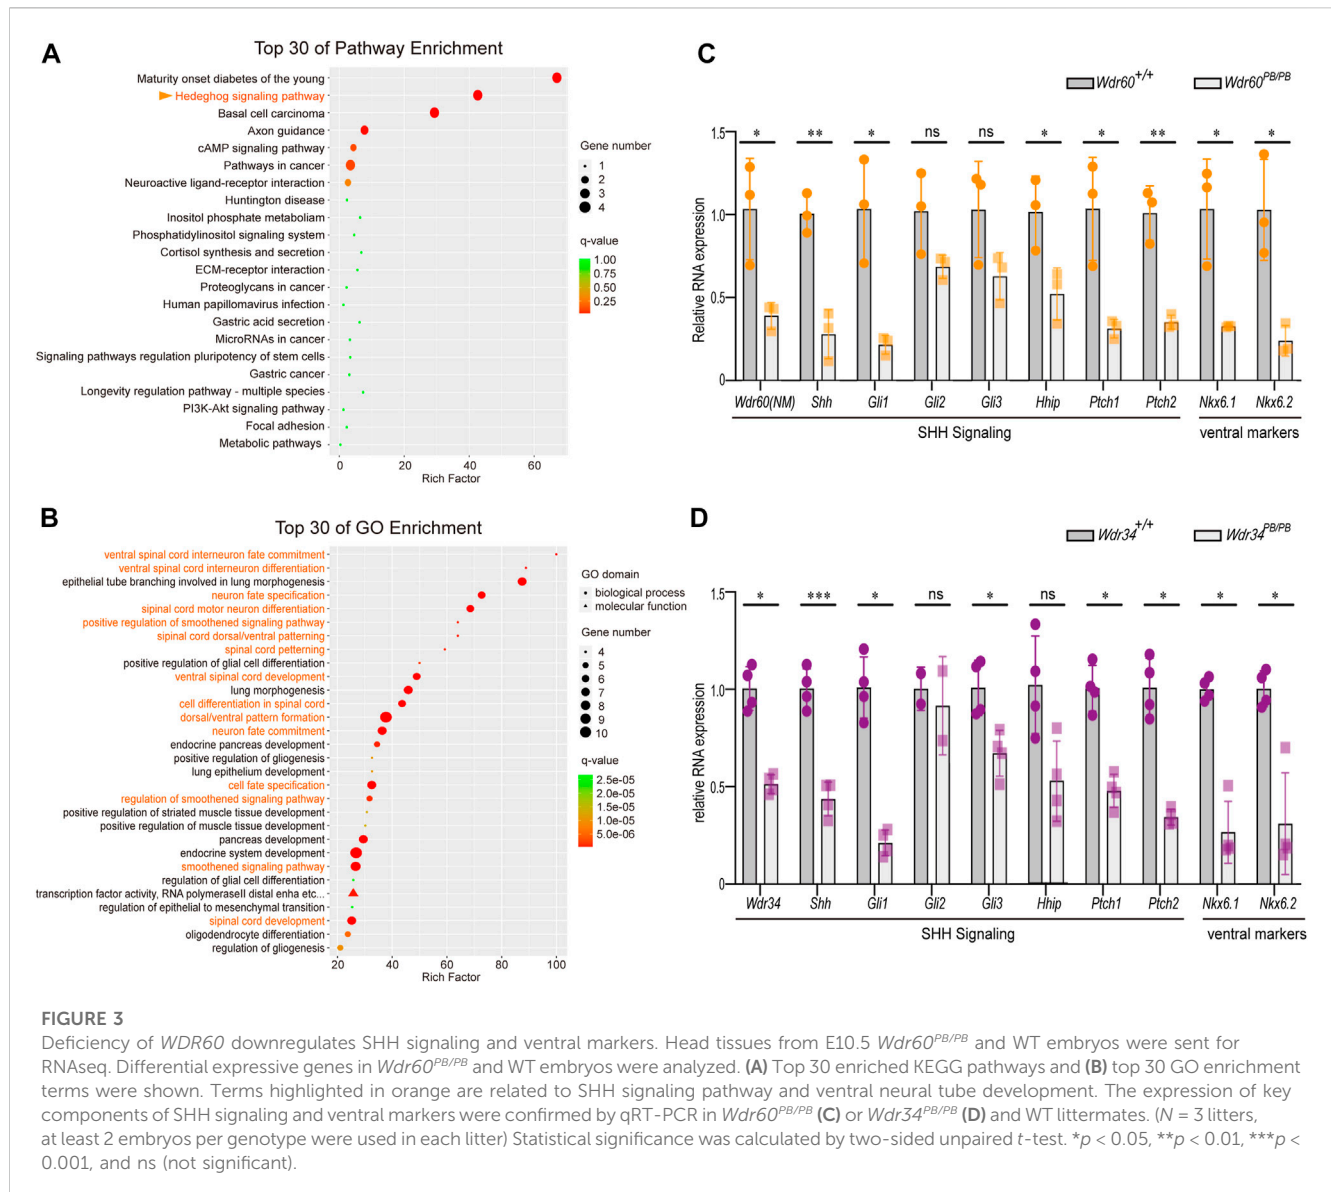 A
Top 30 of Pathway Enrichment
Maturity onset diabetes of the young
Hedeghog signaling pathway
Basal cell carcinoma
Axon guidance
cAMP signaling pathway
Pathways in cancer
Neuroactive ligand-receptor interaction
Huntington disease
Inositol phosphate metaboliam
Phosphatidylinositol signaling system
Cortisol synthesis and secretion
ECM-receptor interaction
Proteoglycans in cancer
Human papillomavirus infection
Gastric acid secretion
MicroRNAs in cancer
Signaling pathways regulation pluripotency of stem cells
Gastric cancer
Longevity regulation pathway - multiple species
PI3K-Akt signaling pathway
Focal adhesion
Metabolic pathways
0 20 40 60
Rich Factor
Gene number
1
2
3
4
q-value
1.00
0.75
0.50
0.25
B
Top 30 of GO Enrichment
ventral spinal cord interneuron fate commitment
ventral spinal cord interneuron differentiation
epithelial tube branching involved in lung morphogenesis
neuron fate specification
sipinal cord motor neuron differentiation
positive regulation of smoothened signaling pathway
sipinal cord dorsal/ventral patterning
spinal cord petterning
positive regulation of glial cell differentiation
ventral sipinal cord development
lung morphogenesis
cell differentiation in spinal cord
dorsal/ventral pattern formation
neuron fate commitment
endocrine pancreas development
positive regulation of gliogenesis
lung epithelium development
cell fate specification
regulation of smoothened signaling pathway
positive regulation of striated muscle tissue development
positive regulation of muscle tissue development
pancreas development
endocrine system development
smoothened signaling pathway
regulation of glial cell differentiation
transcription factor activity, RNA polymeraseII distal enha etc...
regulation of epithelial to mesenchymal transition
sipinal cord development
oligodendrocyte differentiation
regulation of gliogenesis
20 40 60 80 100
Rich Factor
GO domain
biological process
molecular function
Gene number
4
5
6
7
8
9
10
q-value
2.5e-05
2.0e-05
1.5e-05
1.0e-05
5.0e-06
C
Wdr60+/+ Wdr60PB/PB
Relative RNA expression
1.5
1.0
0.5
0
* ** * ns ns * * ** * *
Wdr60(NM) Shh Gli1 Gli2 Gli3 Hhip Ptch1 Ptch2 Nkx6.1 Nkx6.2
SHH Signaling ventral markers
D
Wdr34+/+ Wdr34PB/PB
relative RNA expression
1.5
1.0
0.5
0
* *** * ns * ns * * * *
Wdr34 Shh Gli1 Gli2 Gli3 Hhip Ptch1 Ptch2 Nkx6.1 Nkx6.2
SHH Signaling ventral markers
FIGURE 3
Deficiency of WDR60 downregulates SHH signaling and ventral markers. Head tissues from E10.5 Wdr60PB/PB and WT embryos were sent for
RNAseq. Differential expressive genes in Wdr60PB/PB and WT embryos were analyzed. (A) Top 30 enriched KEGG pathways and (B) top 30 GO enrichment
terms were shown. Terms highlighted in orange are related to SHH signaling pathway and ventral neural tube development. The expression of key
components of SHH signaling and ventral markers were confirmed by qRT-PCR in Wdr60PB/PB (C) or Wdr34PB/PB (D) and WT littermates. (N = 3 litters,
at least 2 embryos per genotype were used in each litter) Statistical significance was calculated by two-sided unpaired t-test. *p < 0.05, **p < 0.01, ***p <
0.001, and ns (not significant).